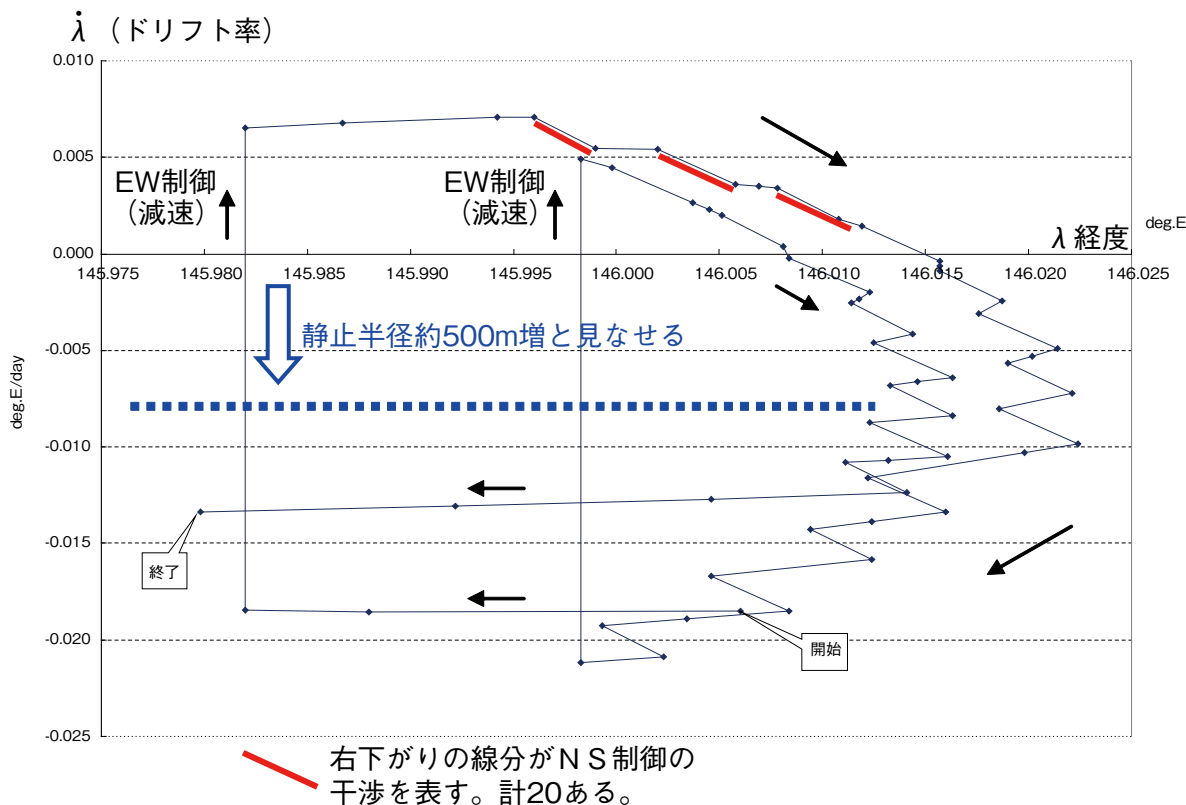 λ̇ (ドリフト率)
0.010
0.005
0.000
-0.005
-0.010
-0.015
-0.020
-0.025
deg.E/day
EW制御
(減速)
EW制御
(減速)
λ 経度
deg.E
145.975
145.980
145.985
145.990
145.995
146.000
146.005
146.010
146.015
146.020
146.025
静止半径約500m増と見なせる
終了
開始
右下がりの線分がＮＳ制御の
干渉を表す。計20ある。